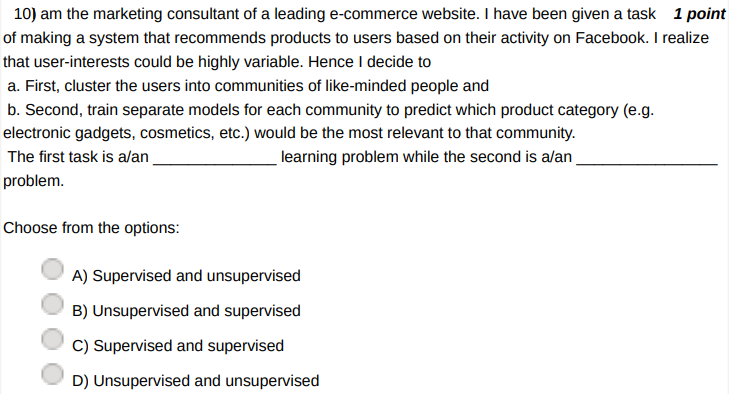 10) am the marketing consultant of a leading e-commerce website. I have been given a task 1 point
of making a system that recommends products to users based on their activity on Facebook. I realize
that user-interests could be highly variable. Hence I decide to
a. First, cluster the users into communities of like-minded people and
b. Second, train separate models for each community to predict which product category (e.g.
electronic gadgets, cosmetics, etc.) would be the most relevant to that community.
The first task is a/an _______________ learning problem while the second is a/an _________________
problem.
Choose from the options:
A) Supervised and unsupervised
B) Unsupervised and supervised
C) Supervised and supervised
D) Unsupervised and unsupervised